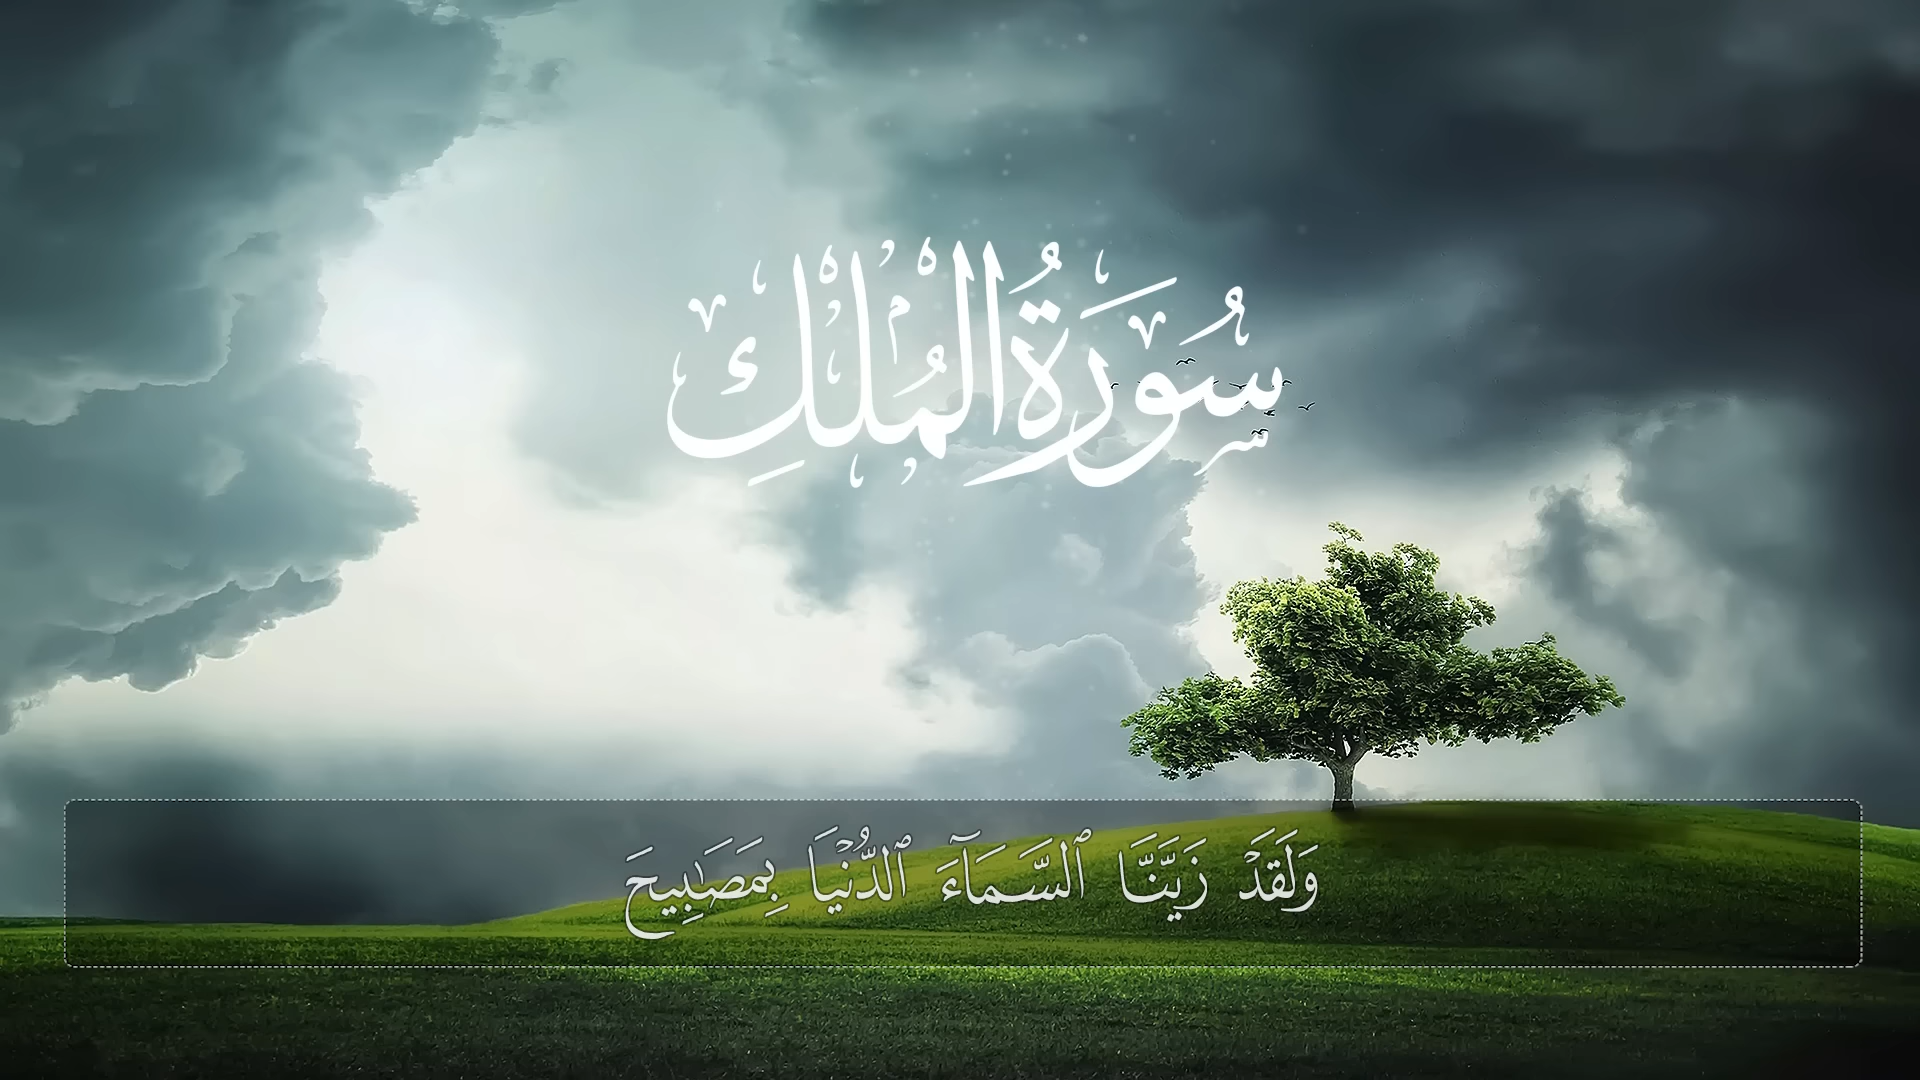 سُورَةُ المُلْكِ
وَلَقَدْ زَيَّنَّا ٱلسَّمَآءَ ٱلدُّنْيَا بِمَصَٰبِيحَ